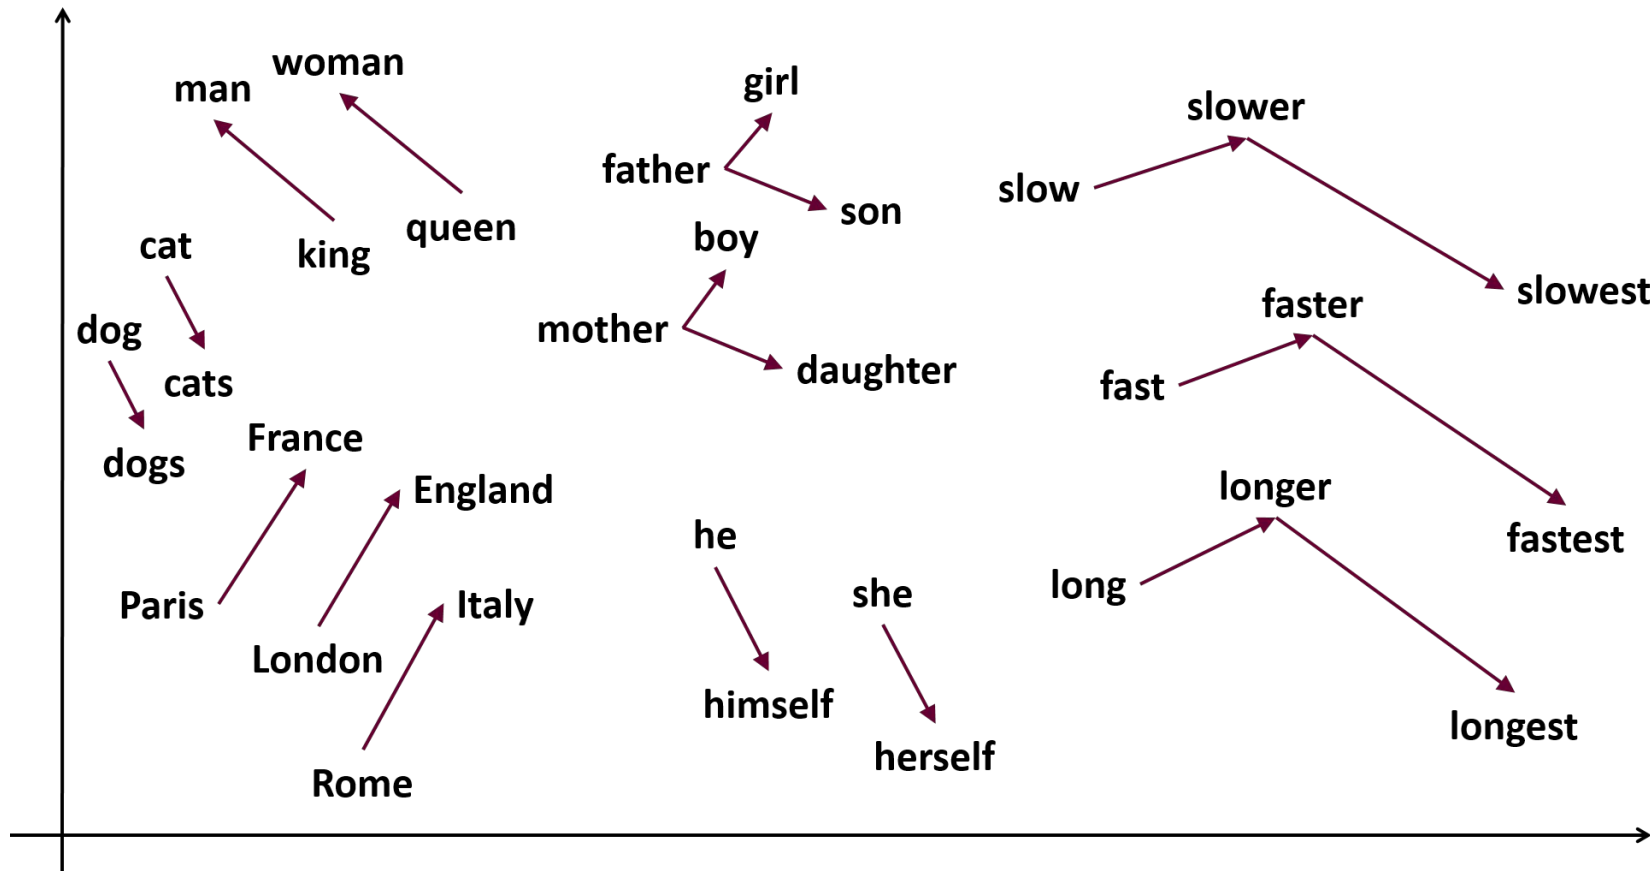 woman
man
girl
slower
father
slow
son
queen
boy
cat
king
slowest
faster
dog
mother
daughter
cats
fast
France
dogs
England
longer
he
fastest
long
she
Paris
Italy
London
himself
longest
herself
Rome